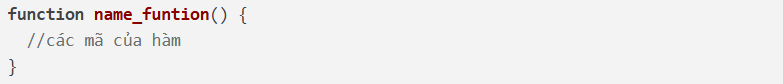 function name_funtion() {
  //các mã của hàm
}